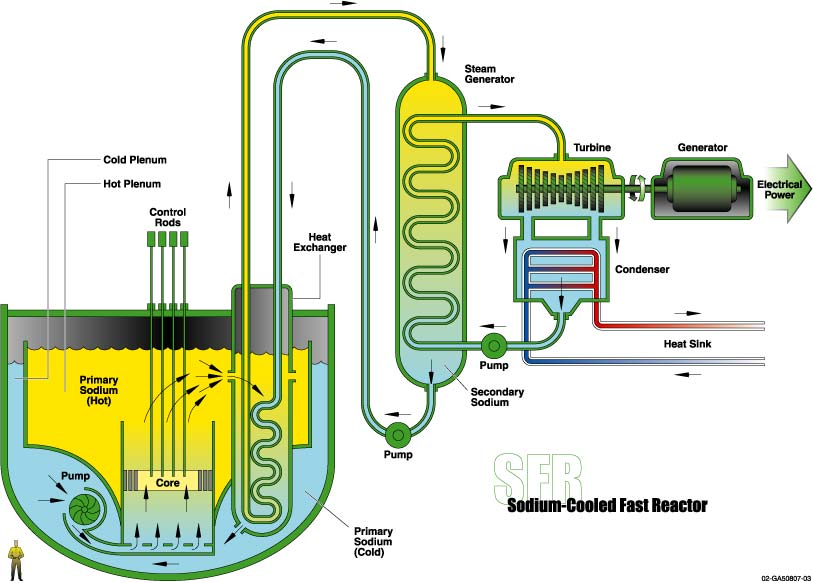 Steam
Generator
Turbine
Generator
Electrical
Power
Cold Plenum
Hot Plenum
Control
Rods
Heat
Exchanger
Condenser
Heat Sink
Pump
Primary
Sodium
(Hot)
Secondary
Sodium
Pump
Pump
Core
SFR
Sodium-Cooled Fast Reactor
Primary
Sodium
(Cold)
02-GA50807-03